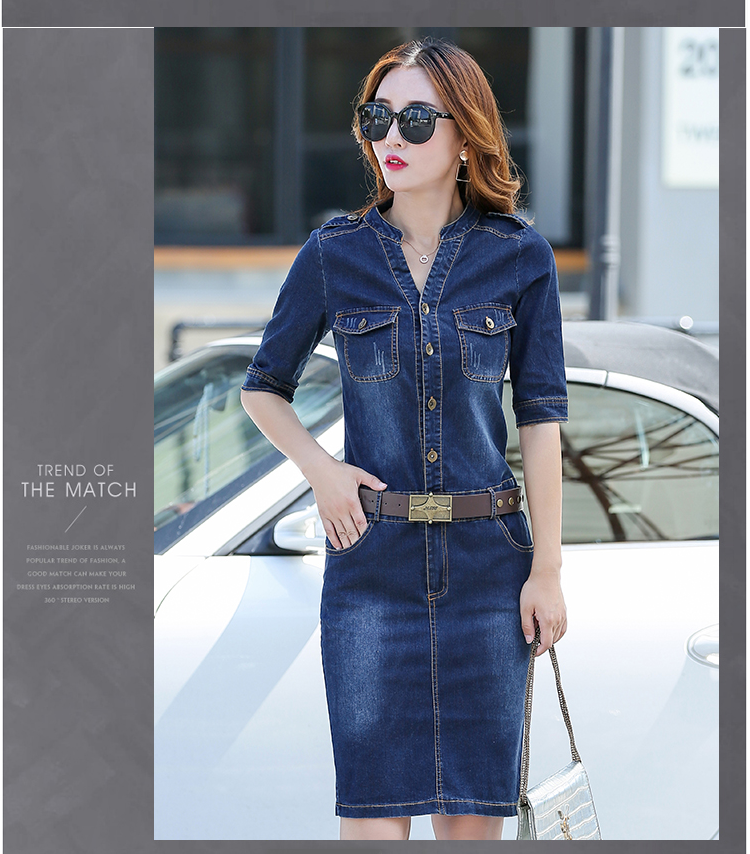 TREND OF
THE MATCH
FASHIONABLE JOKER IS ALWAYS
POPULAR TREND OF FASHION, A
GOOD MATCH CAN MAKE YOUR
DRESS EYES ABSORPTION RATE IS HIGH
360 ° STEREO VERSION
20